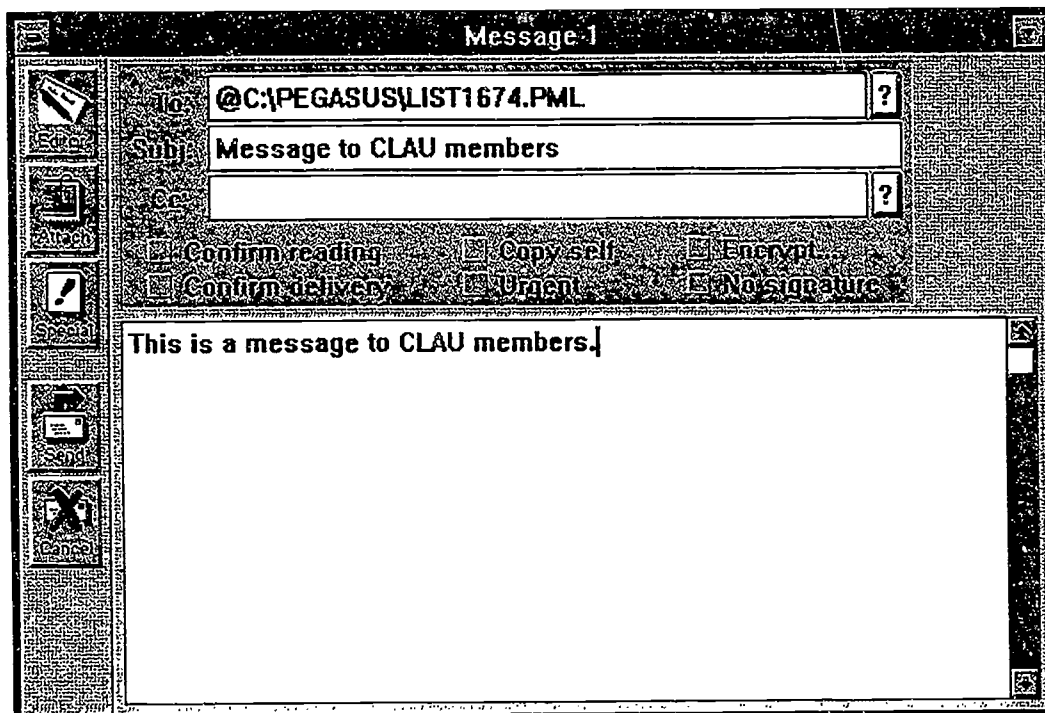 Message 1
To: @C:\PEGASUS\LIST1674.PML ?
Subj: Message to CLAU members
Cc: ?
Confirm reading Copy self Encrypt...
Confirm delivery Urgent No signature
Editor
Attach
Special
Send
Cancel
This is a message to CLAU members.